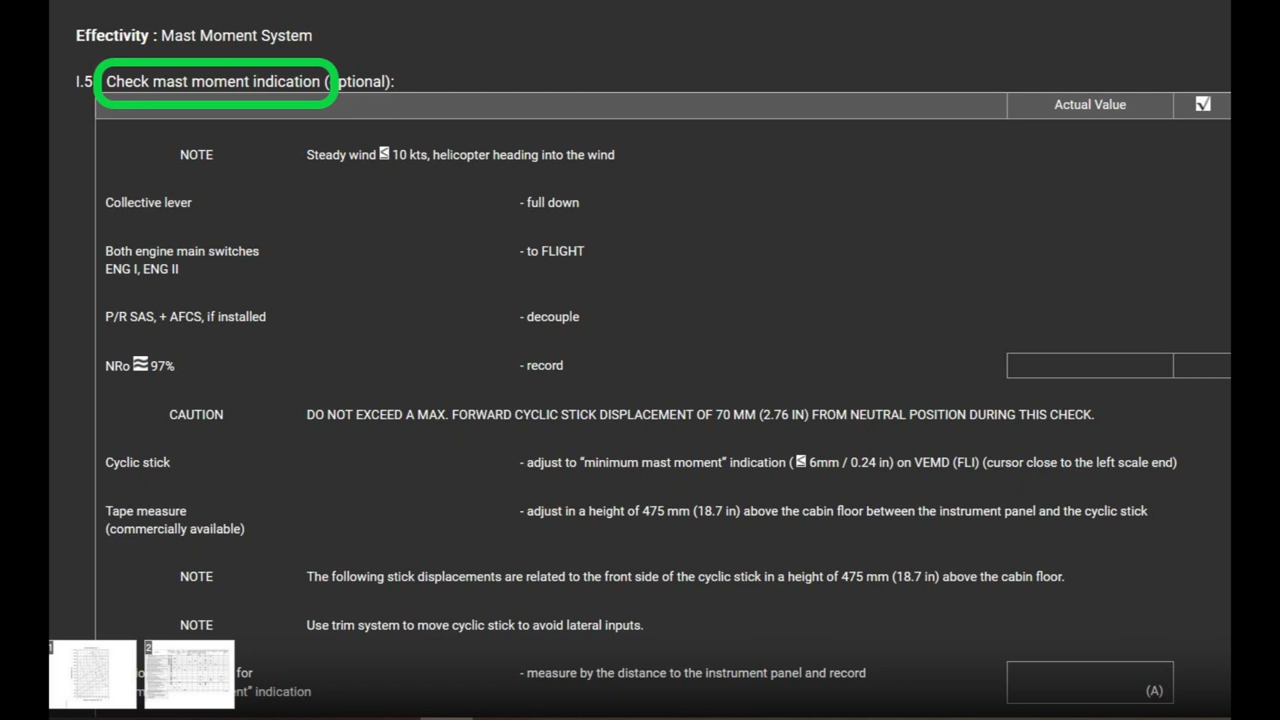 Effectivity : Mast Moment System
I.5 Check mast moment indication (optional):
Actual Value
NOTE Steady wind ≦ 10 kts, helicopter heading into the wind
Collective lever - full down
Both engine main switches - to FLIGHT
ENG I, ENG II
P/R SAS, + AFCS, if installed - decouple
NRo ≈ 97% - record
CAUTION DO NOT EXCEED A MAX. FORWARD CYCLIC STICK DISPLACEMENT OF 70 MM (2.76 IN) FROM NEUTRAL POSITION DURING THIS CHECK.
Cyclic stick - adjust to “minimum mast moment” indication ( ≦ 6mm / 0.24 in) on VEMD (FLI) (cursor close to the left scale end)
Tape measure - adjust in a height of 475 mm (18.7 in) above the cabin floor between the instrument panel and the cyclic stick
(commercially available)
NOTE The following stick displacements are related to the front side of the cyclic stick in a height of 475 mm (18.7 in) above the cabin floor.
NOTE Use trim system to move cyclic stick to avoid lateral inputs.
1 2
for - measure by the distance to the instrument panel and record
indication (A)